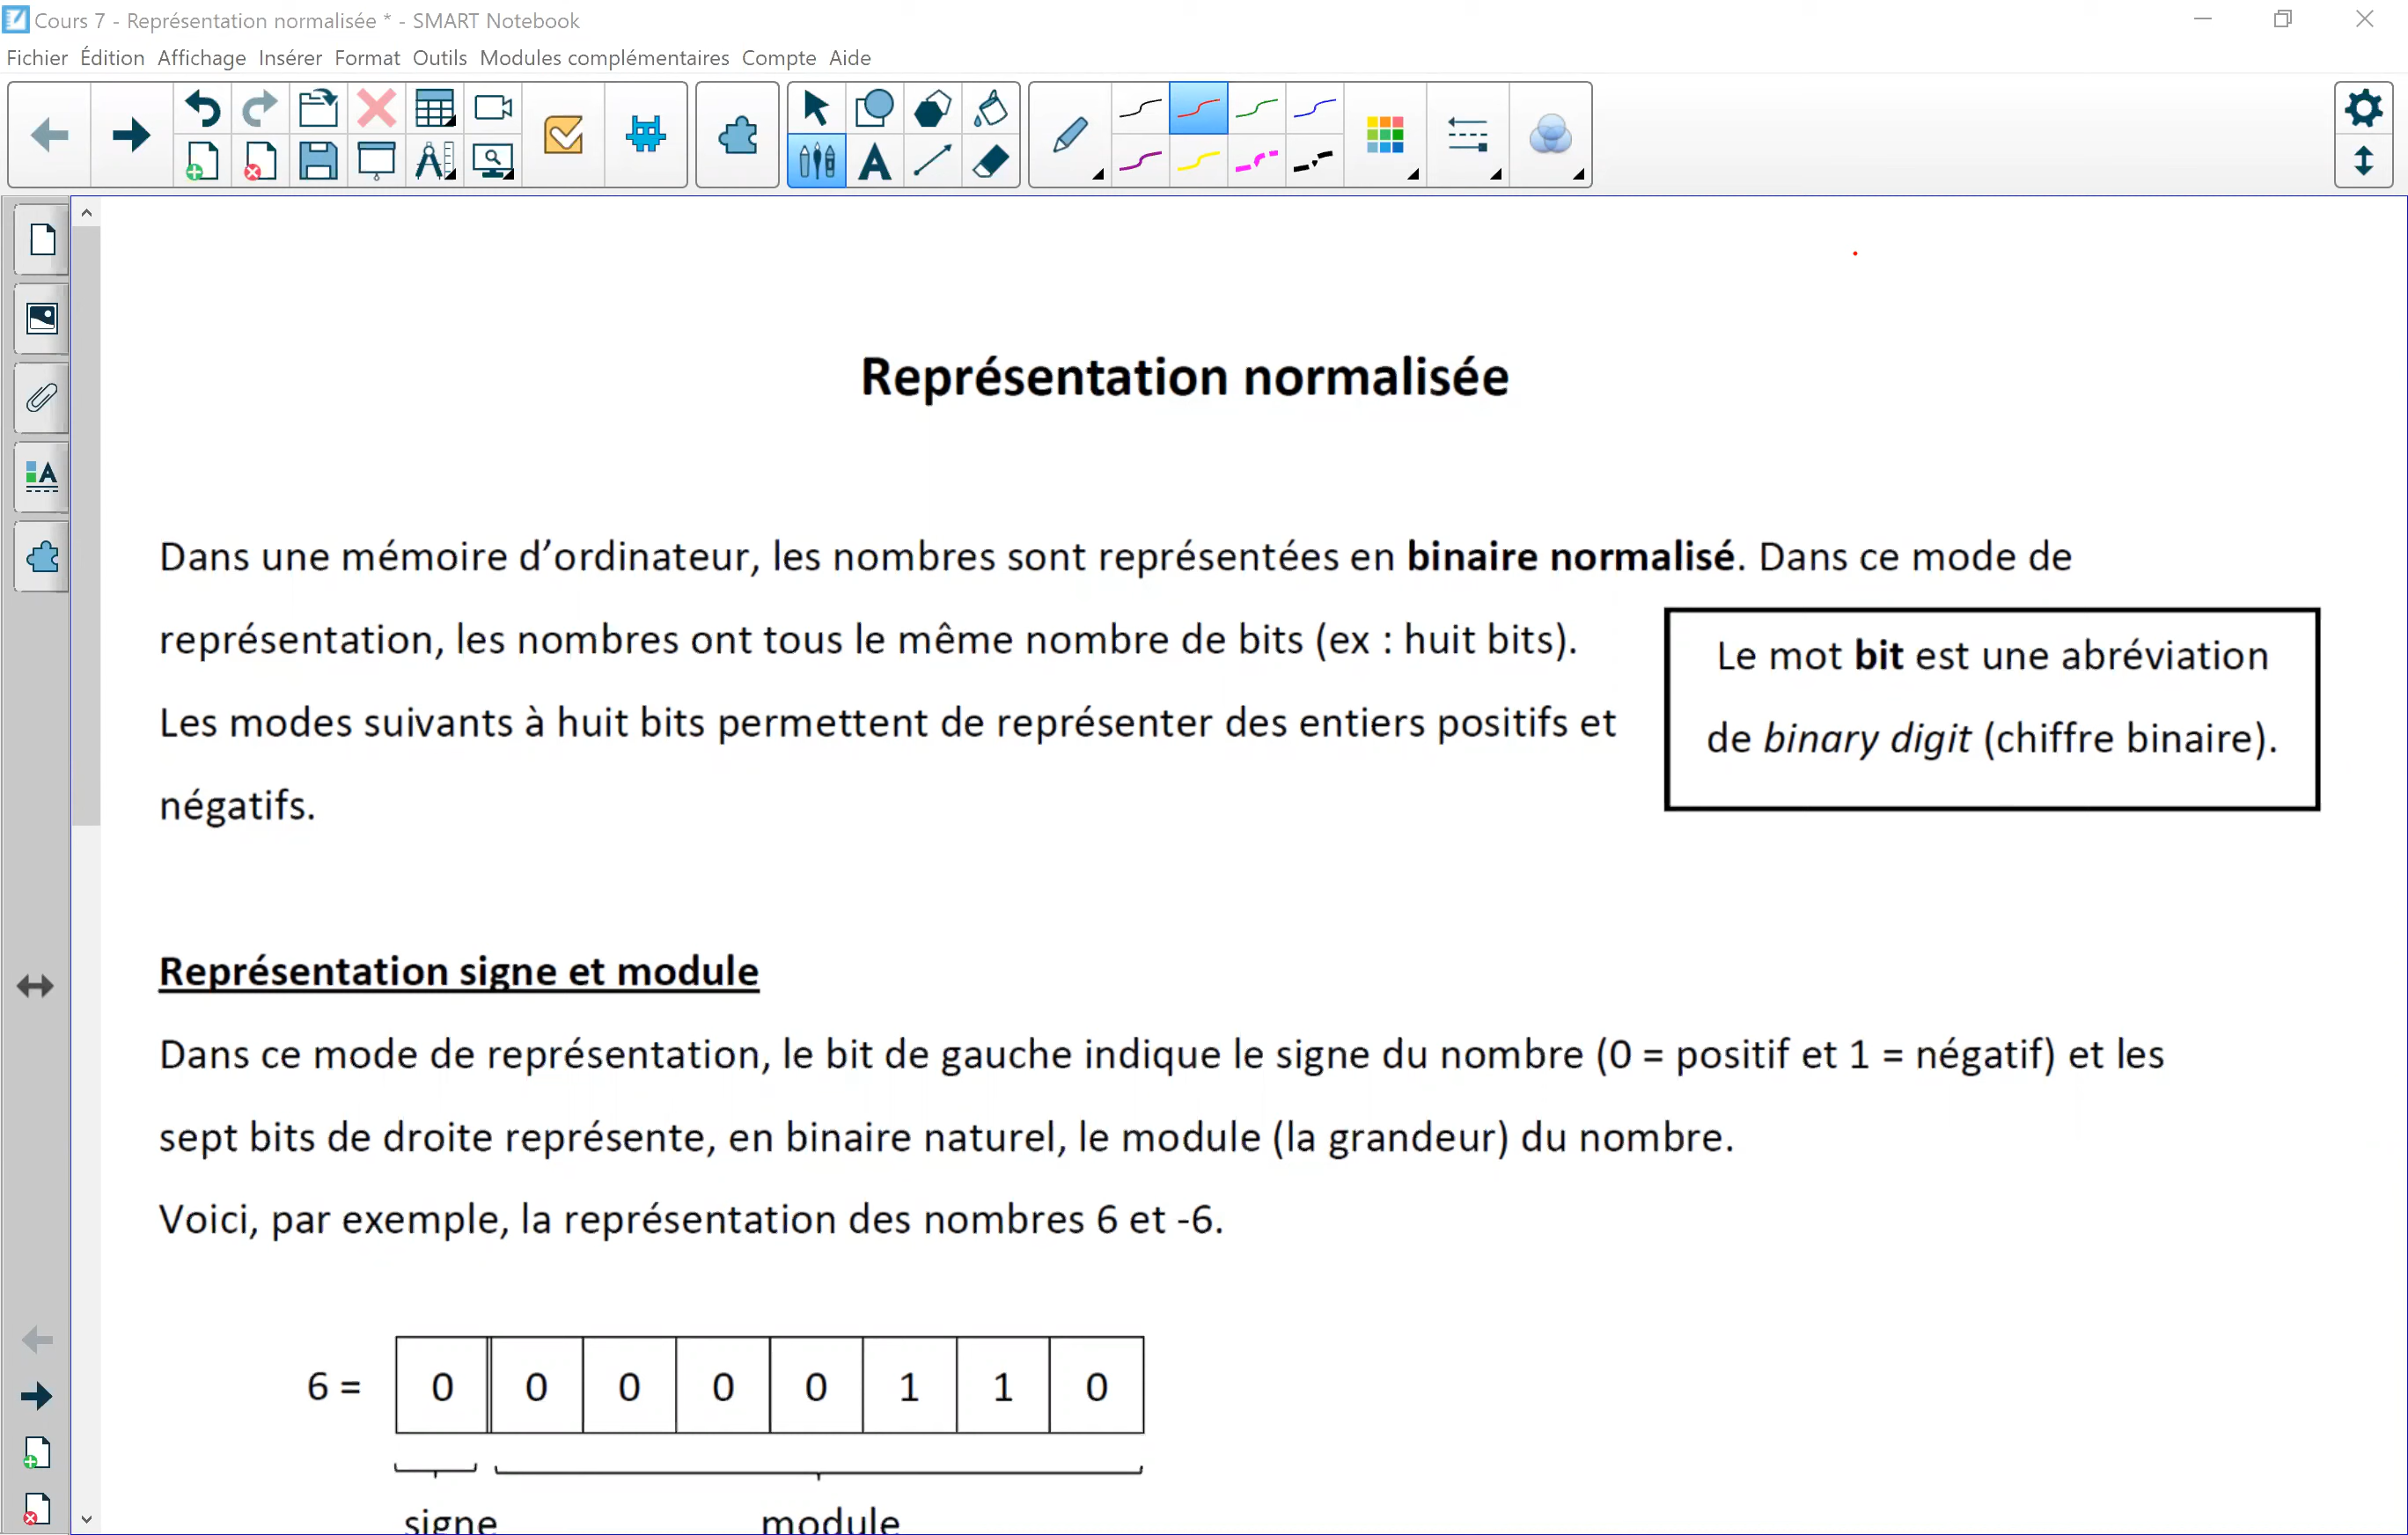 Cours 7 - Représentation normalisée * - SMART Notebook
Fichier Édition Affichage Insérer Format Outils Modules complémentaires Compte Aide
Représentation normalisée
Dans une mémoire d’ordinateur, les nombres sont représentées en binaire normalisé. Dans ce mode de
représentation, les nombres ont tous le même nombre de bits (ex : huit bits).
Les modes suivants à huit bits permettent de représenter des entiers positifs et
négatifs.
Le mot bit est une abréviation
de binary digit (chiffre binaire).
Représentation signe et module
Dans ce mode de représentation, le bit de gauche indique le signe du nombre (0 = positif et 1 = négatif) et les
sept bits de droite représente, en binaire naturel, le module (la grandeur) du nombre.
Voici, par exemple, la représentation des nombres 6 et -6.
6 = 0 0 0 0 0 1 1 0
signe module